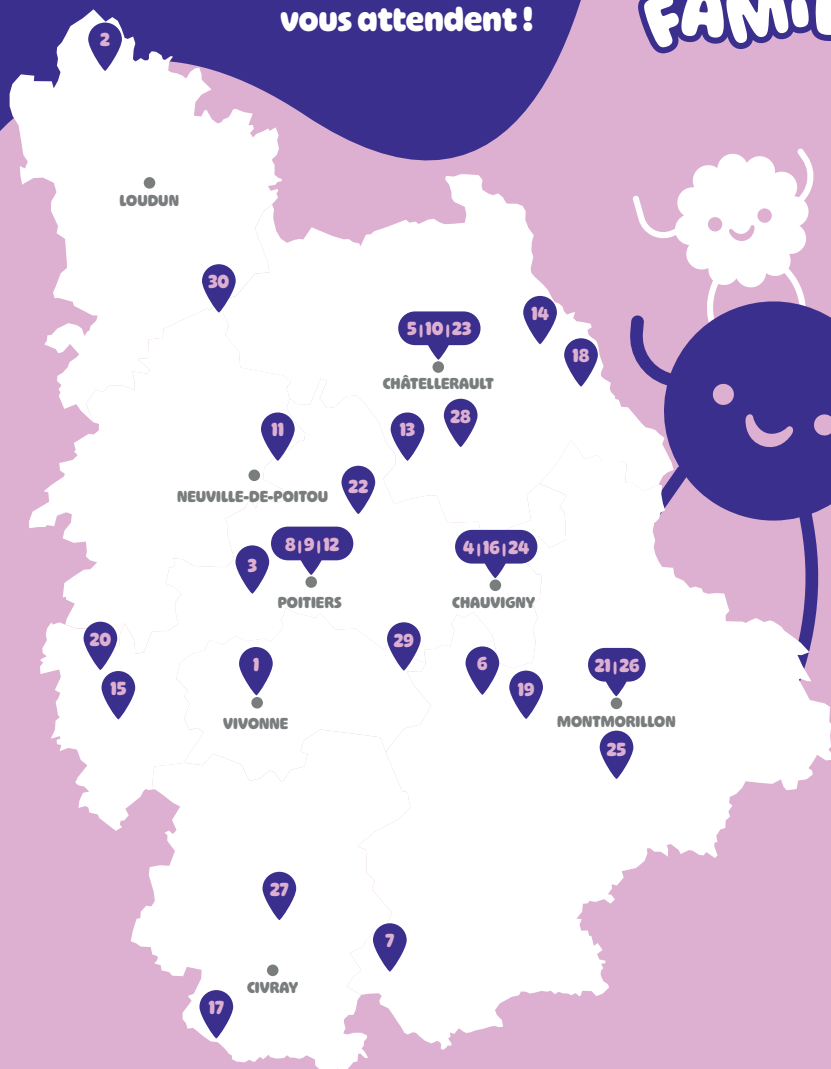 vous attendent !
FAMI
2
LOUDUN
30
5|10|23
14
CHÂTELLERAULT
18
11
13
28
NEUVILLE-DE-POITOU
22
8|9|12
4|16|24
3
POITIERS
CHAUVIGNY
20
29
1
6
21|26
15
19
VIVONNE
MONTMORILLON
25
27
7
CIVRAY
17